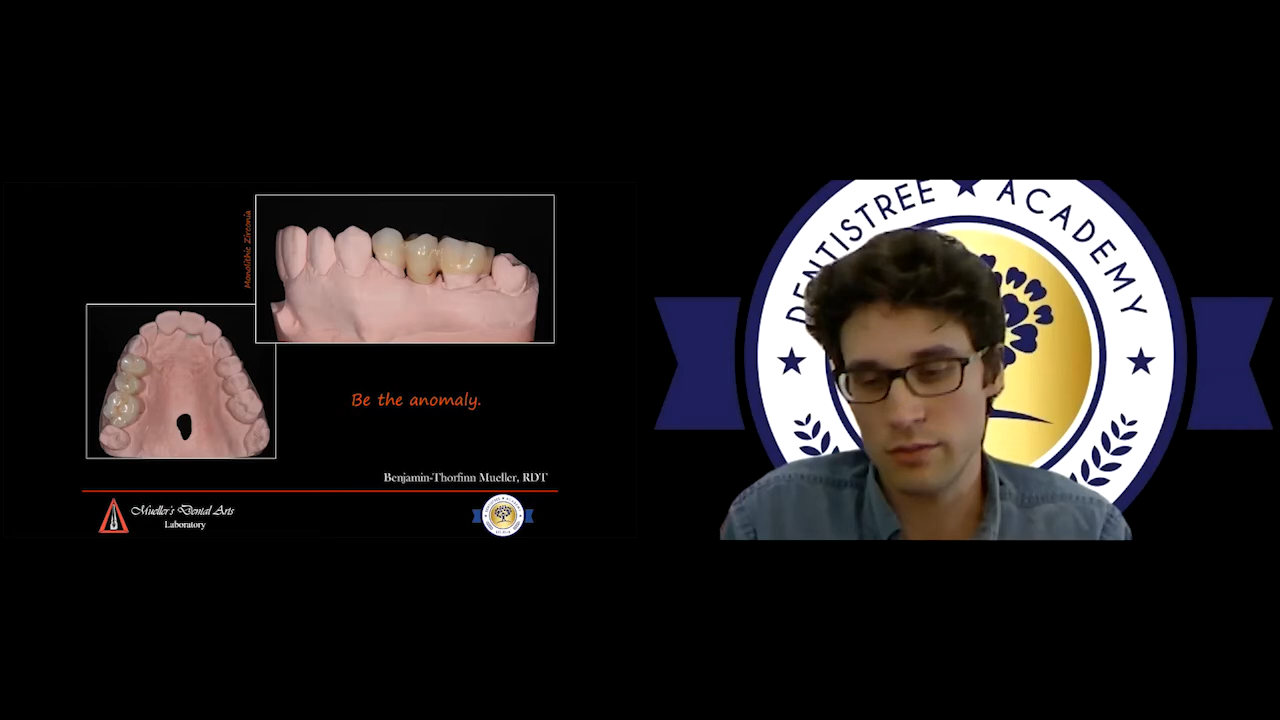 Monolithic Zirconia
Be the anomaly.
Benjamin-Thorfinn Mueller, RDT
Mueller's Dental Arts
Laboratory
DENTISTREE ★ ACADEMY